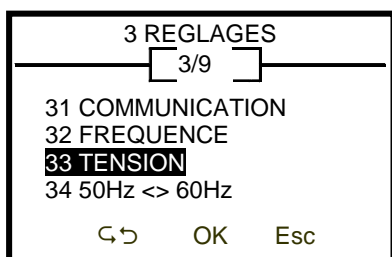 3 REGLAGES
3/9
31 COMMUNICATION
32 FREQUENCE
33 TENSION
34 50Hz <> 60Hz
OK Esc